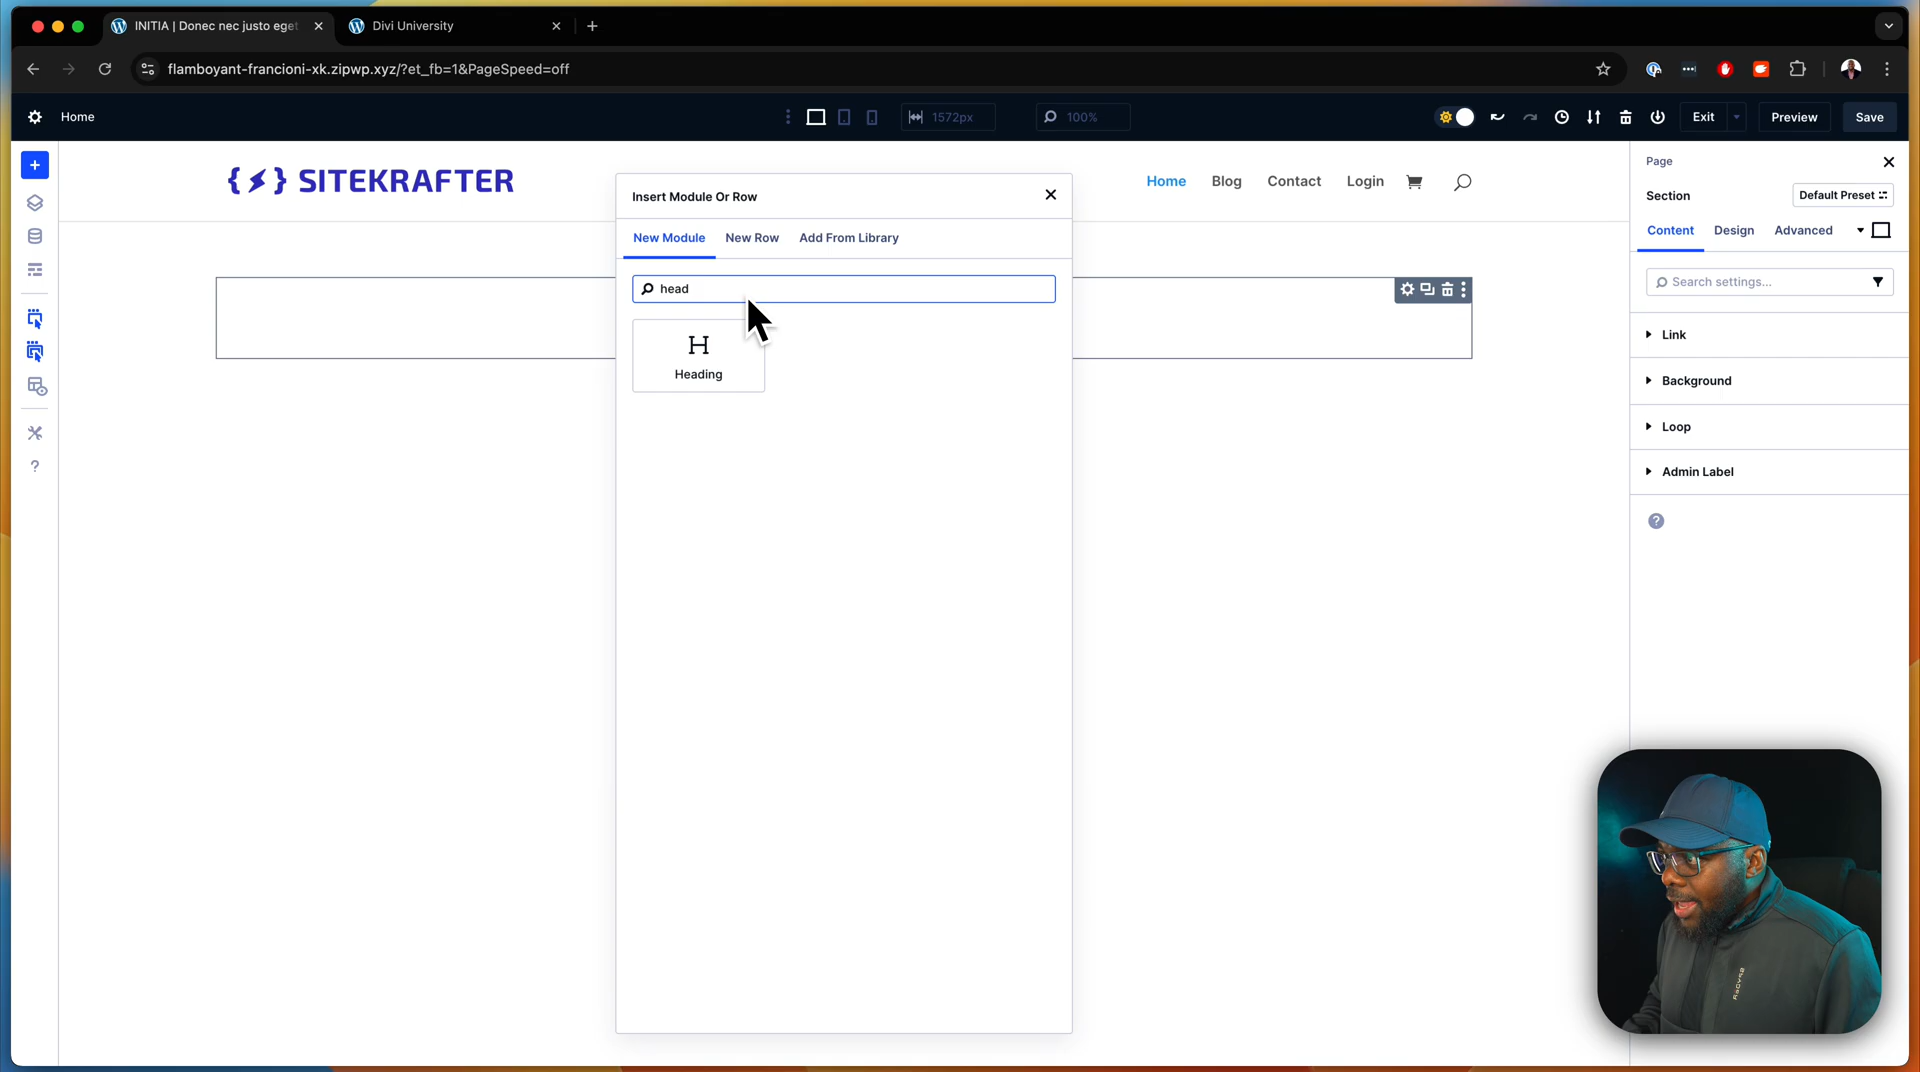 INITIA | Donec nec justo eget
Divi University
flamboyant-francioni-xk.zipwp.xyz/?et_fb=1&PageSpeed=off
Home
1572px
100%
Exit
Preview
Save
{⚡} SITEKRAFTER
Home
Blog
Contact
Login
Insert Module Or Row
New Module
New Row
Add From Library
head
H
Heading
Page
Section
Default Preset
Content
Design
Advanced
Search settings...
Link
Background
Loop
Admin Label